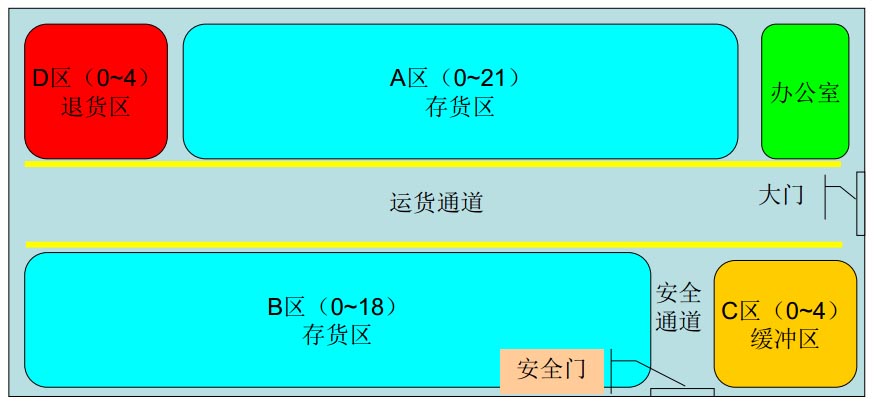 D区（0~4）
退货区
A区（0~21）
存货区
办公室
运货通道
大门
B区（0~18）
存货区
安全
通道
C区（0~4）
缓冲区
安全门